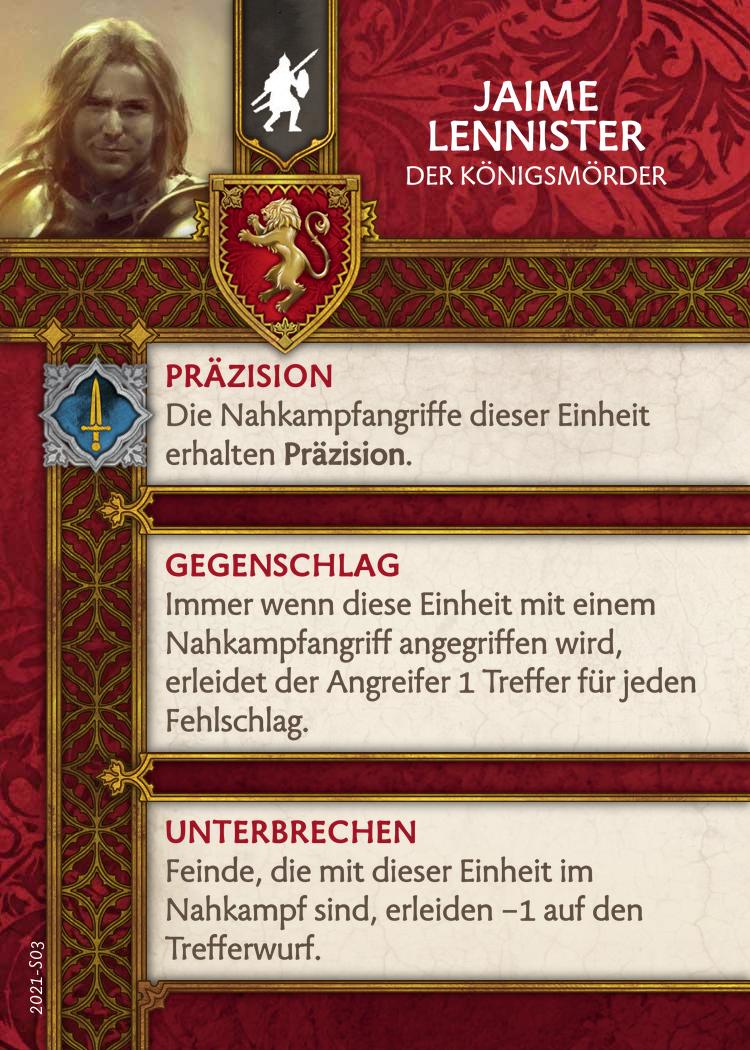 JAIME
LENNISTER
DER KÖNIGSMÖRDER
PRÄZISION
Die Nahkampfangriffe dieser Einheit
erhalten Präzision.
GEGENSCHLAG
Immer wenn diese Einheit mit einem
Nahkampfangriff angegriffen wird,
erleidet der Angreifer 1 Treffer für jeden
Fehlschlag.
UNTERBRECHEN
Feinde, die mit dieser Einheit im
Nahkampf sind, erleiden −1 auf den
Trefferwurf.
2021-S03